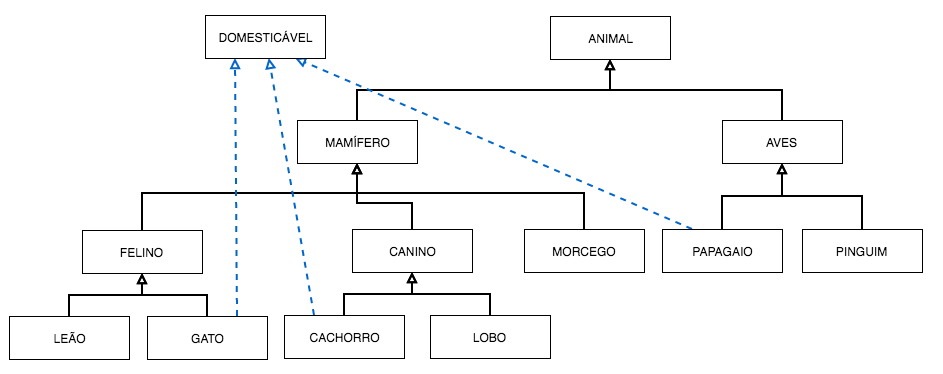 DOMESTICÁVEL
ANIMAL
MAMÍFERO
AVES
FELINO
CANINO
MORCEGO
PAPAGAIO
PINGUIM
LEÃO
GATO
CACHORRO
LOBO